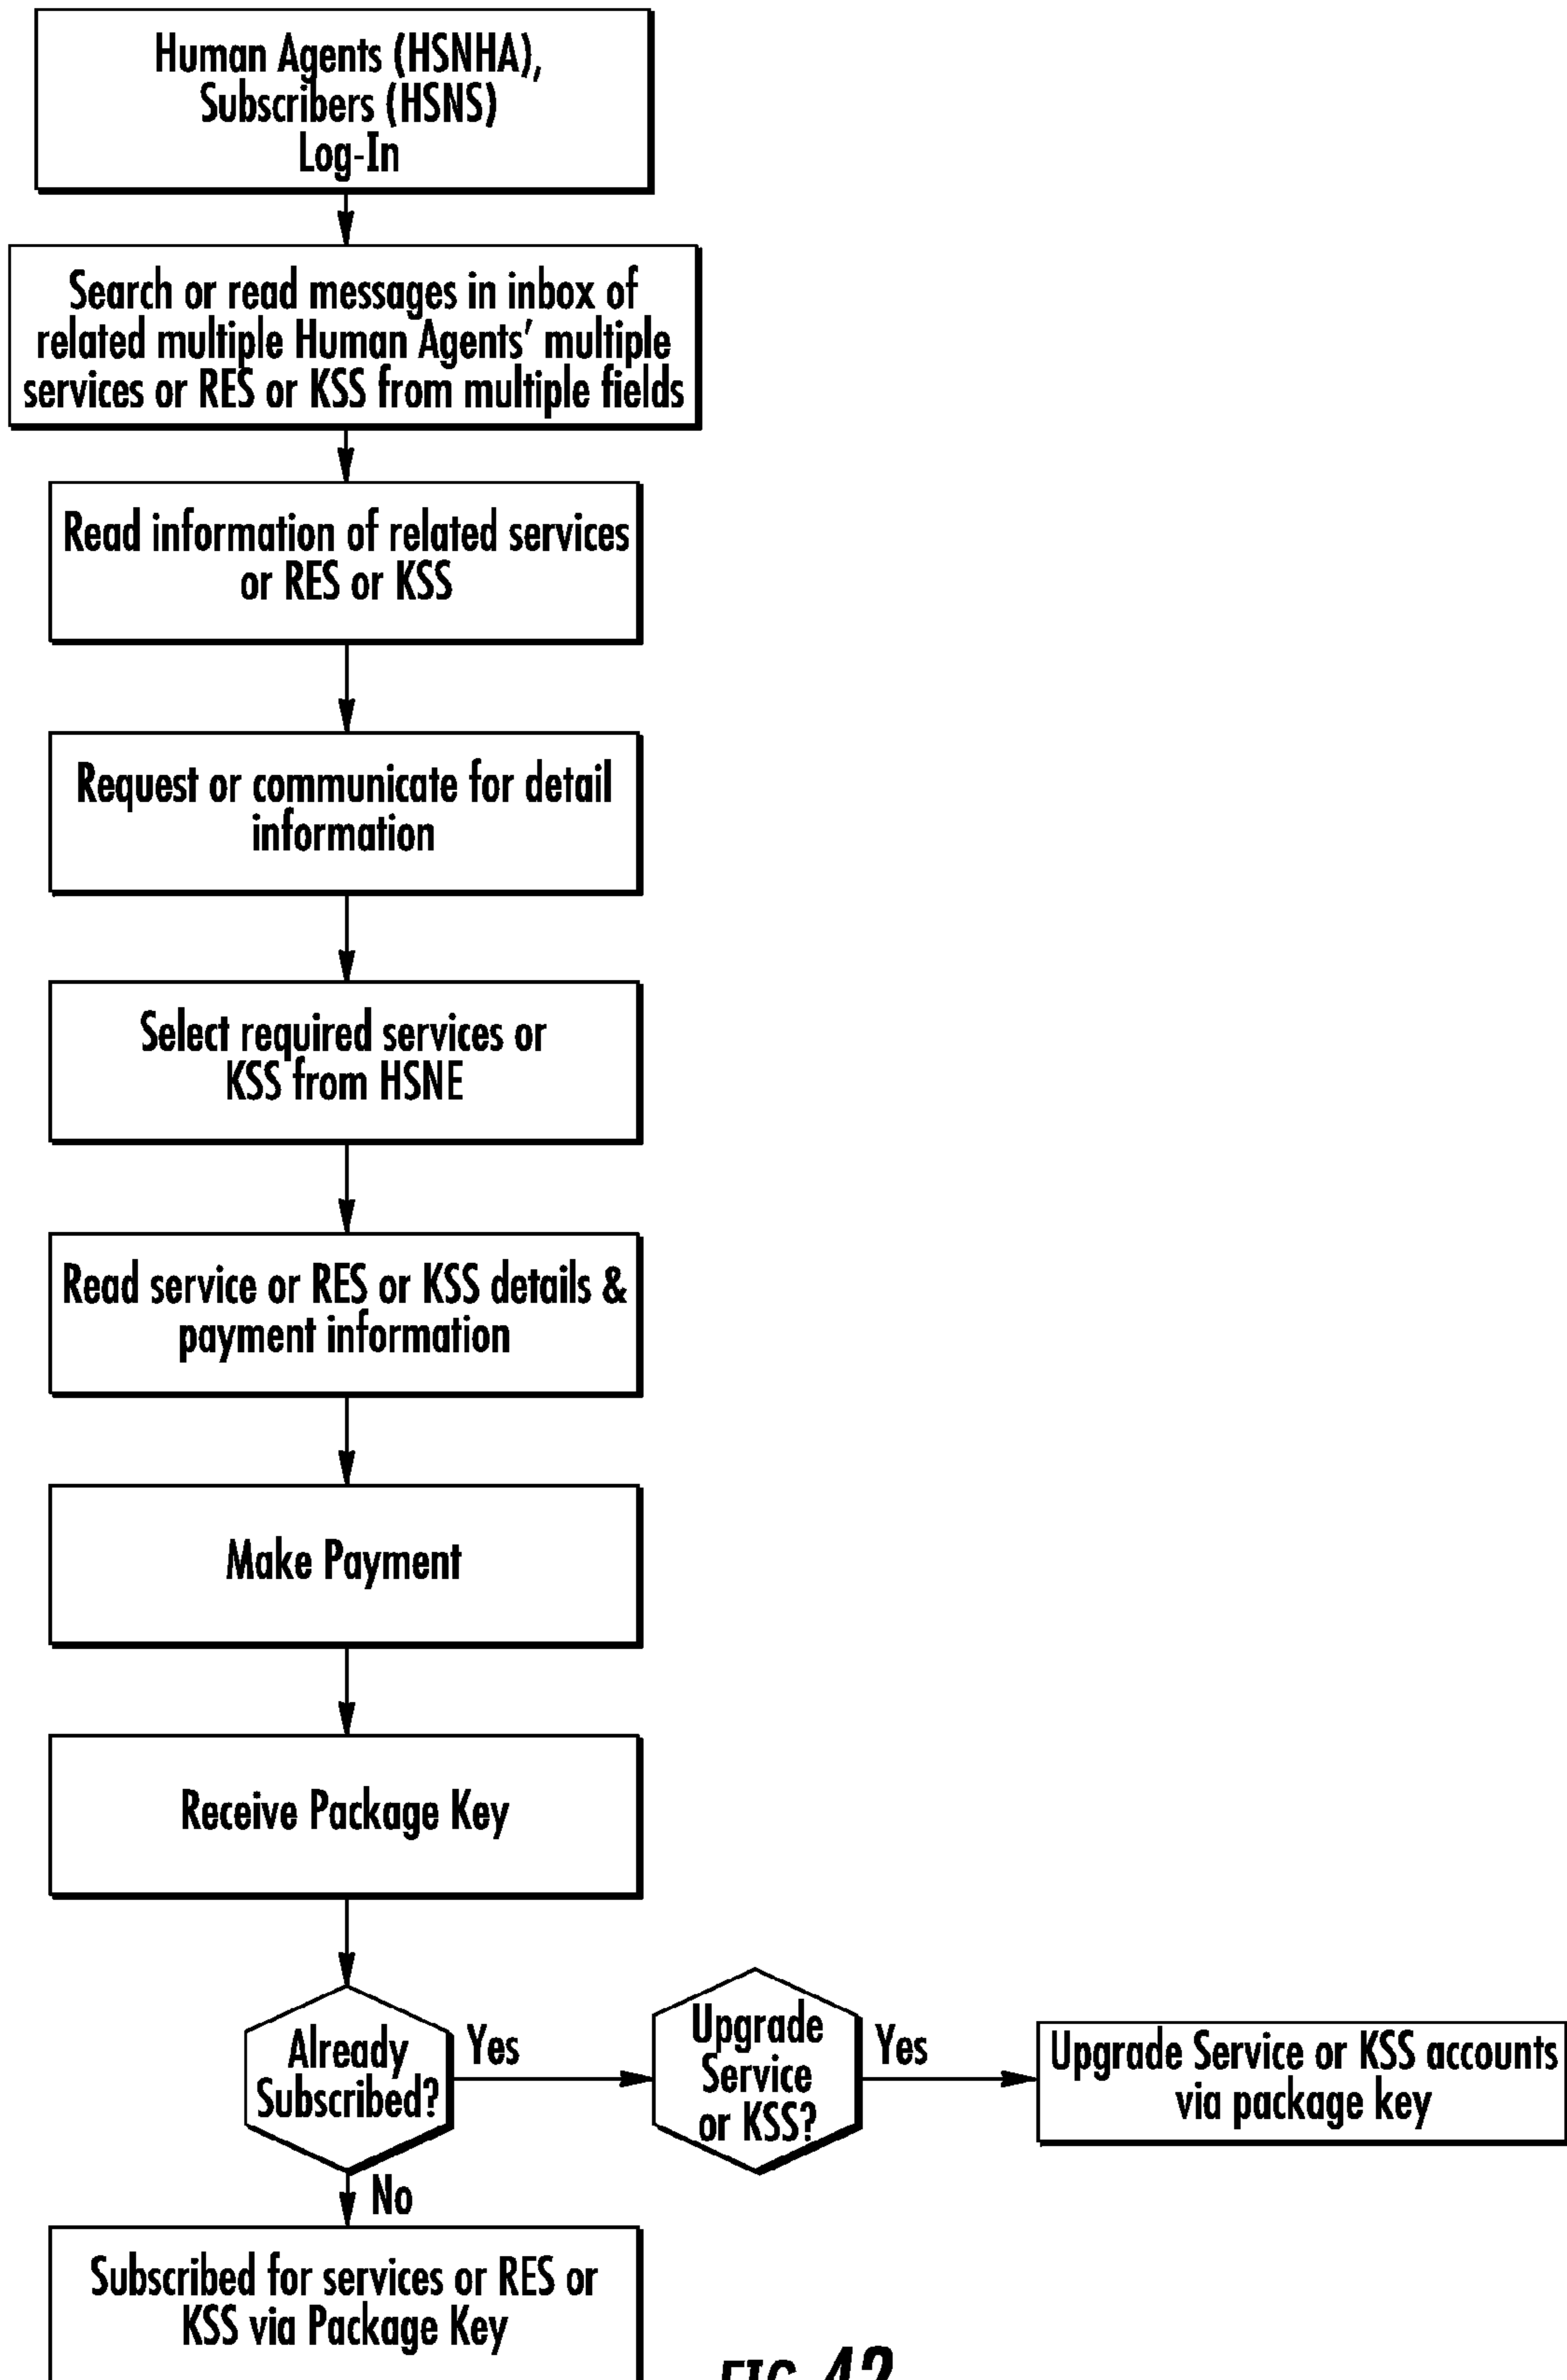 Human Agents (HSNHA),
Subscribers (HSNS)
Log-In
Search or read messages in inbox of
related multiple Human Agents' multiple
services or RES or KSS from multiple fields
Read information of related services
or RES or KSS
Request or communicate for detail
information
Select required services or
KSS from HSNE
Read service or RES or KSS details &
payment information
Make Payment
Receive Package Key
Already
Subscribed?
Yes
Upgrade
Service
or KSS?
Yes
Upgrade Service or KSS accounts
via package key
No
Subscribed for services or RES or
KSS via Package Key
FIG. 42